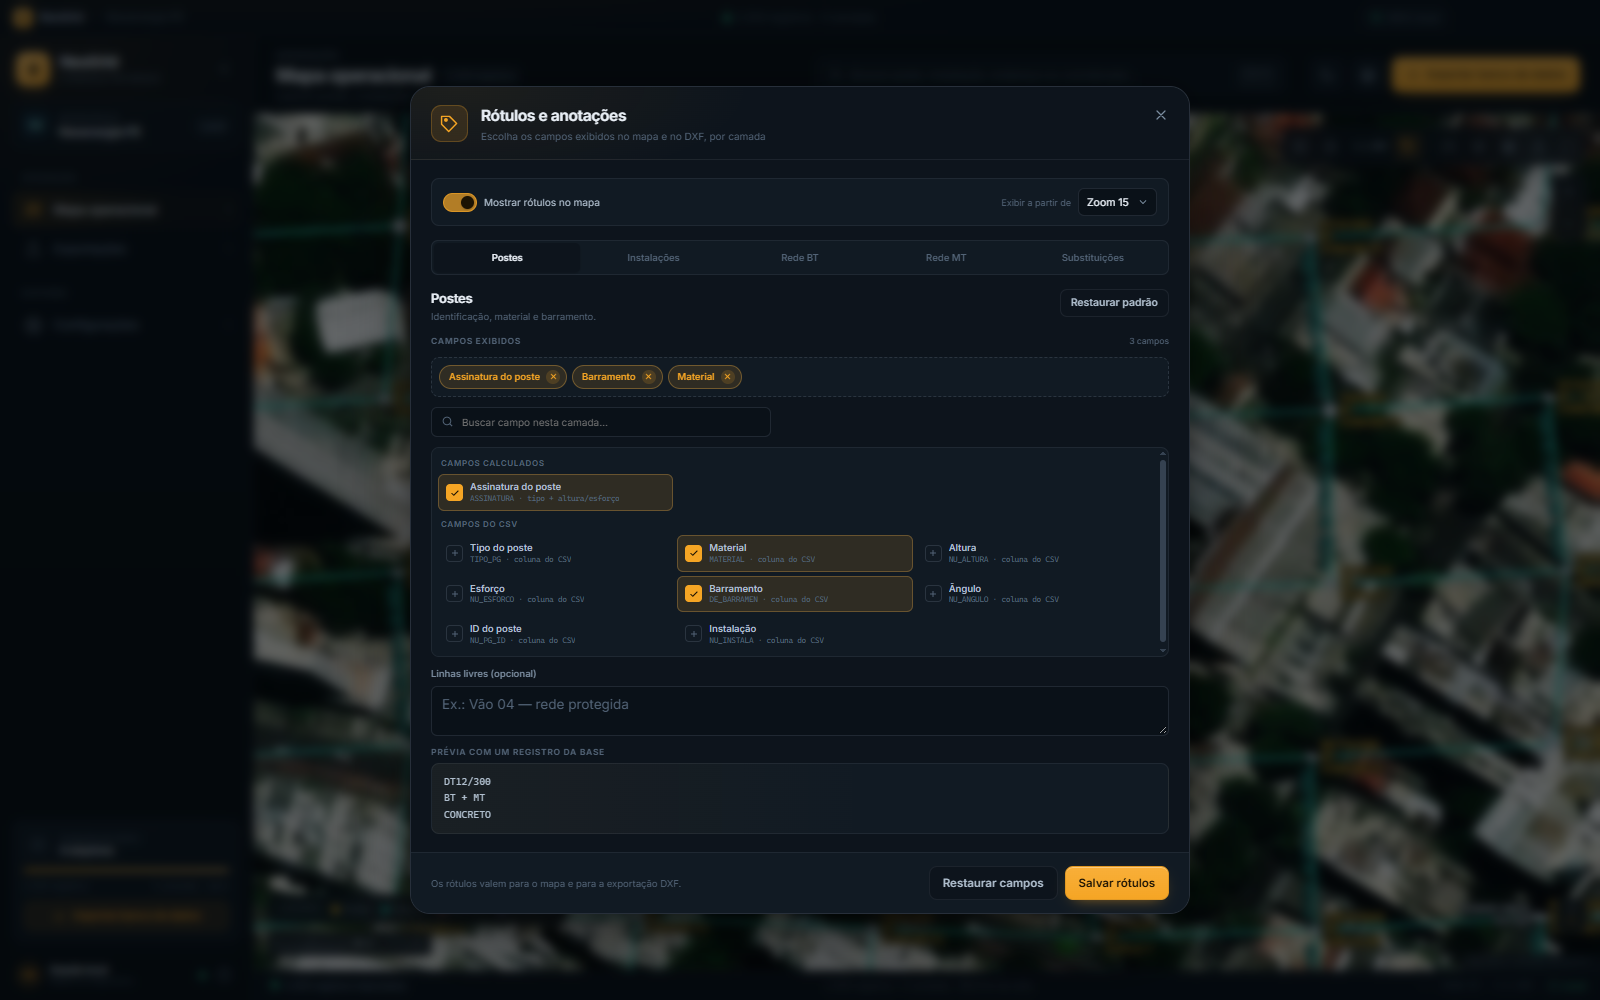 Mapa operacional
Rótulos e anotações
Escolha os campos exibidos no mapa e no DXF, por camada
Mostrar rótulos no mapa
Exibir a partir de
Zoom 15
Postes
Instalações
Rede BT
Rede MT
Substituições
Postes
Restaurar padrão
Identificação, material e barramento.
CAMPOS EXIBIDOS
3 campos
Assinatura do poste
Barramento
Material
Buscar campo nesta camada...
CAMPOS CALCULADOS
Assinatura do poste
ASSINATURA · tipo + altura/esforço
CAMPOS DO CSV
Tipo do poste
TIPO_PG · coluna do CSV
Material
MATERIAL · coluna do CSV
Altura
NU_ALTURA · coluna do CSV
Esforço
NU_ESFORCO · coluna do CSV
Barramento
DE_BARRAMEN · coluna do CSV
Ângulo
NU_ANGULO · coluna do CSV
ID do poste
NU_PG_ID · coluna do CSV
Instalação
NU_INSTALA · coluna do CSV
Linhas livres (opcional)
Ex.: Vão 04 — rede protegida
PRÉVIA COM UM REGISTRO DA BASE
DT12/300
BT + MT
CONCRETO
Os rótulos valem para o mapa e para a exportação DXF.
Restaurar campos
Salvar rótulos